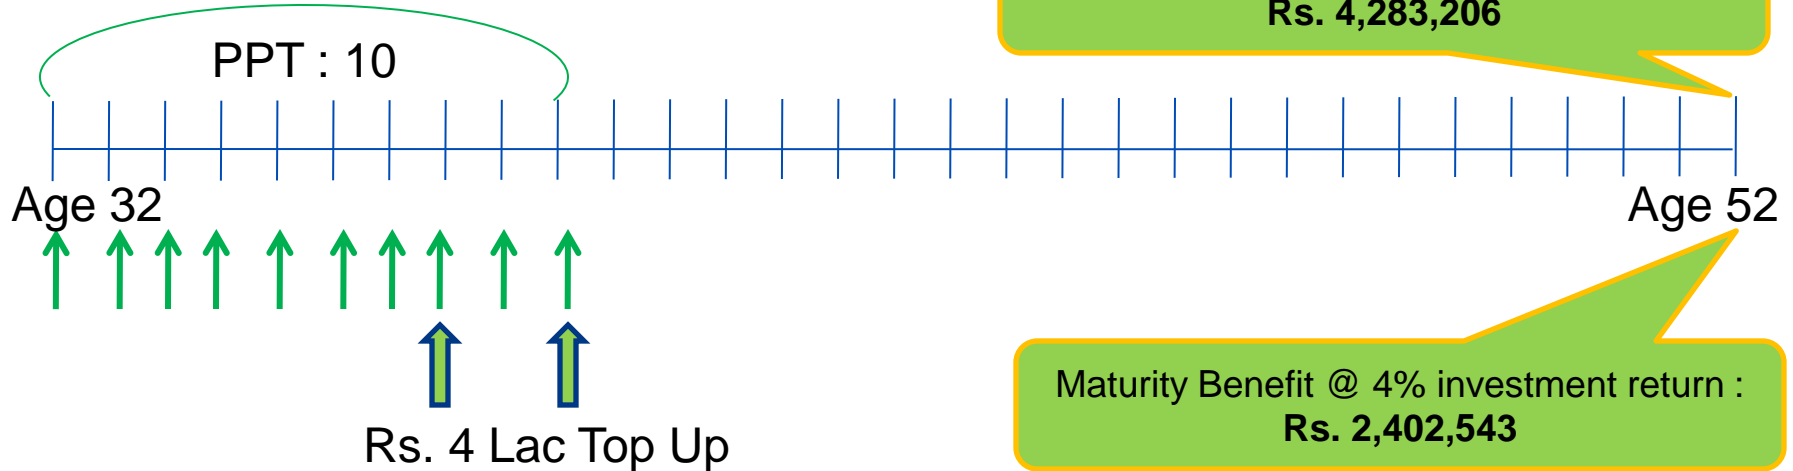 Rs. 4,283,206
PPT : 10
Age 32
Age 52
Maturity Benefit @ 4% investment return :
Rs. 2,402,543
Rs. 4 Lac Top Up